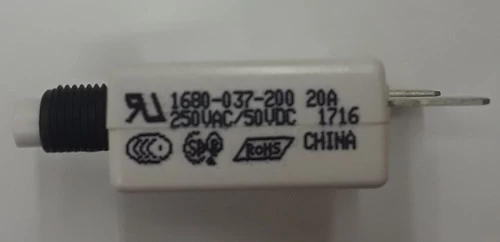 1680-037-200 20A
250VAC/50VDC 1716
RoHS CHINA